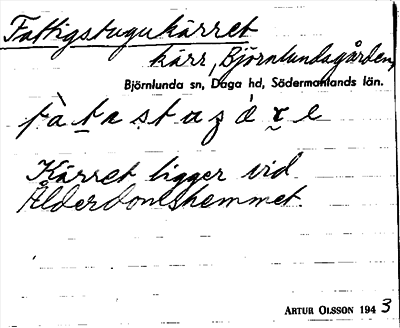 Fattigstugukärret
kärr, Björnlundagården,
Björnlunda sn, Daga hd, Södermanlands län.
Kärret ligger vid
Ålderdomshemmet.
ARTUR OLSSON 1943